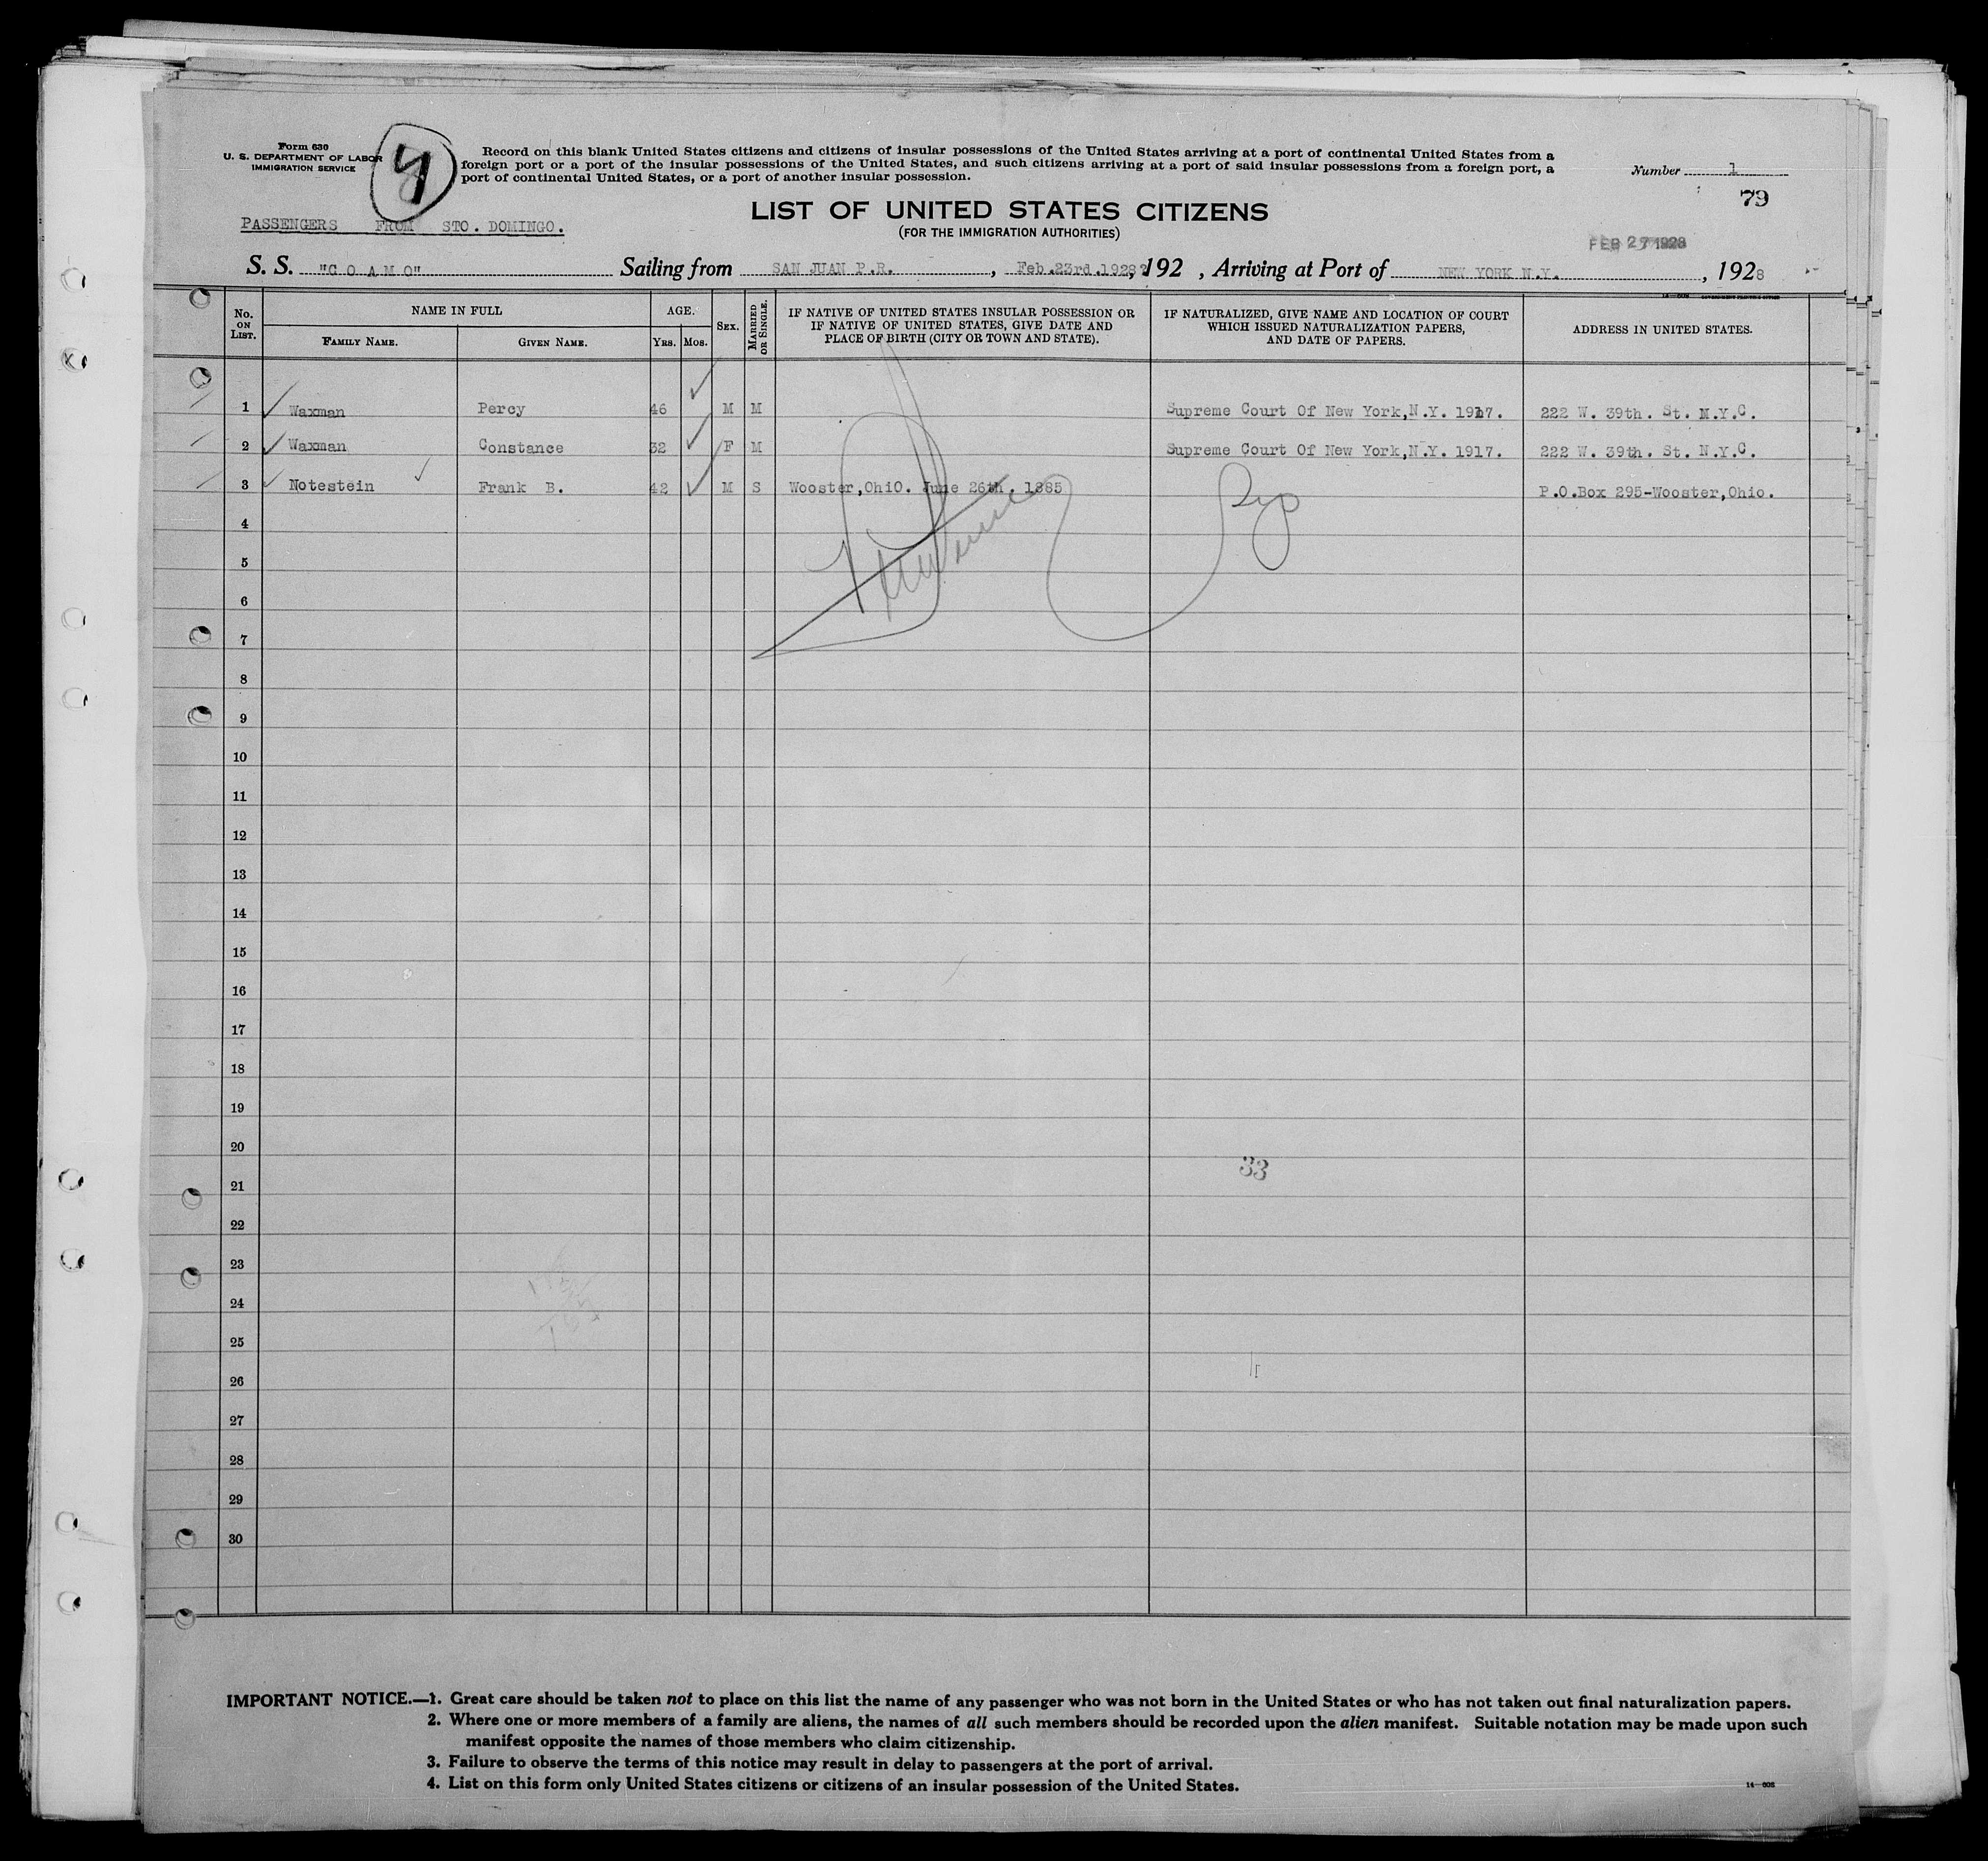 Form 630
U. S. DEPARTMENT OF LABOR
IMMIGRATION SERVICE
Record on this blank United States citizens and citizens of insular possessions of the United States arriving at a port of continental United States from a
foreign port or a port of the insular possessions of the United States, and such citizens arriving at a port of said insular possessions from a foreign port, a
port of continental United States, or a port of another insular possession.
Number 1
79
LIST OF UNITED STATES CITIZENS
(FOR THE IMMIGRATION AUTHORITIES)
PASSENGERS FROM STO. DOMINGO.
FEB 27 1928
S. S. "C O A M O" Sailing from SAN JUAN P.R. , Feb.23rd.1928 , 192 , Arriving at Port of NEW YORK N.Y. , 1928
No. ON LIST. NAME IN FULL AGE. SEX. MARRIED OR SINGLE. IF NATIVE OF UNITED STATES INSULAR POSSESSION OR IF NATIVE OF UNITED STATES, GIVE DATE AND PLACE OF BIRTH (CITY OR TOWN AND STATE). IF NATURALIZED, GIVE NAME AND LOCATION OF COURT WHICH ISSUED NATURALIZATION PAPERS, AND DATE OF PAPERS. ADDRESS IN UNITED STATES.
FAMILY NAME. GIVEN NAME. YRS. MOS.
1 Waxman Percy 46 M M Supreme Court Of New York,N.Y. 1917. 222 W. 39th. St. N.Y.C.
2 Waxman Constance 32 F M Supreme Court Of New York,N.Y. 1917. 222 W. 39th. St. N.Y.C.
3 Notestein Frank B. 42 M S Wooster,OhiO. June 26th. 1885 P.O.Box 295-Wooster,Ohio.
4
5
6
7
8
9
10
11
12
13
14
15
16
17
18
19
20
33
21
22
23
24
25
26
27
28
29
30
IMPORTANT NOTICE.—1. Great care should be taken not to place on this list the name of any passenger who was not born in the United States or who has not taken out final naturalization papers.
2. Where one or more members of a family are aliens, the names of all such members should be recorded upon the alien manifest. Suitable notation may be made upon such
manifest opposite the names of those members who claim citizenship.
3. Failure to observe the terms of this notice may result in delay to passengers at the port of arrival.
4. List on this form only United States citizens or citizens of an insular possession of the United States.